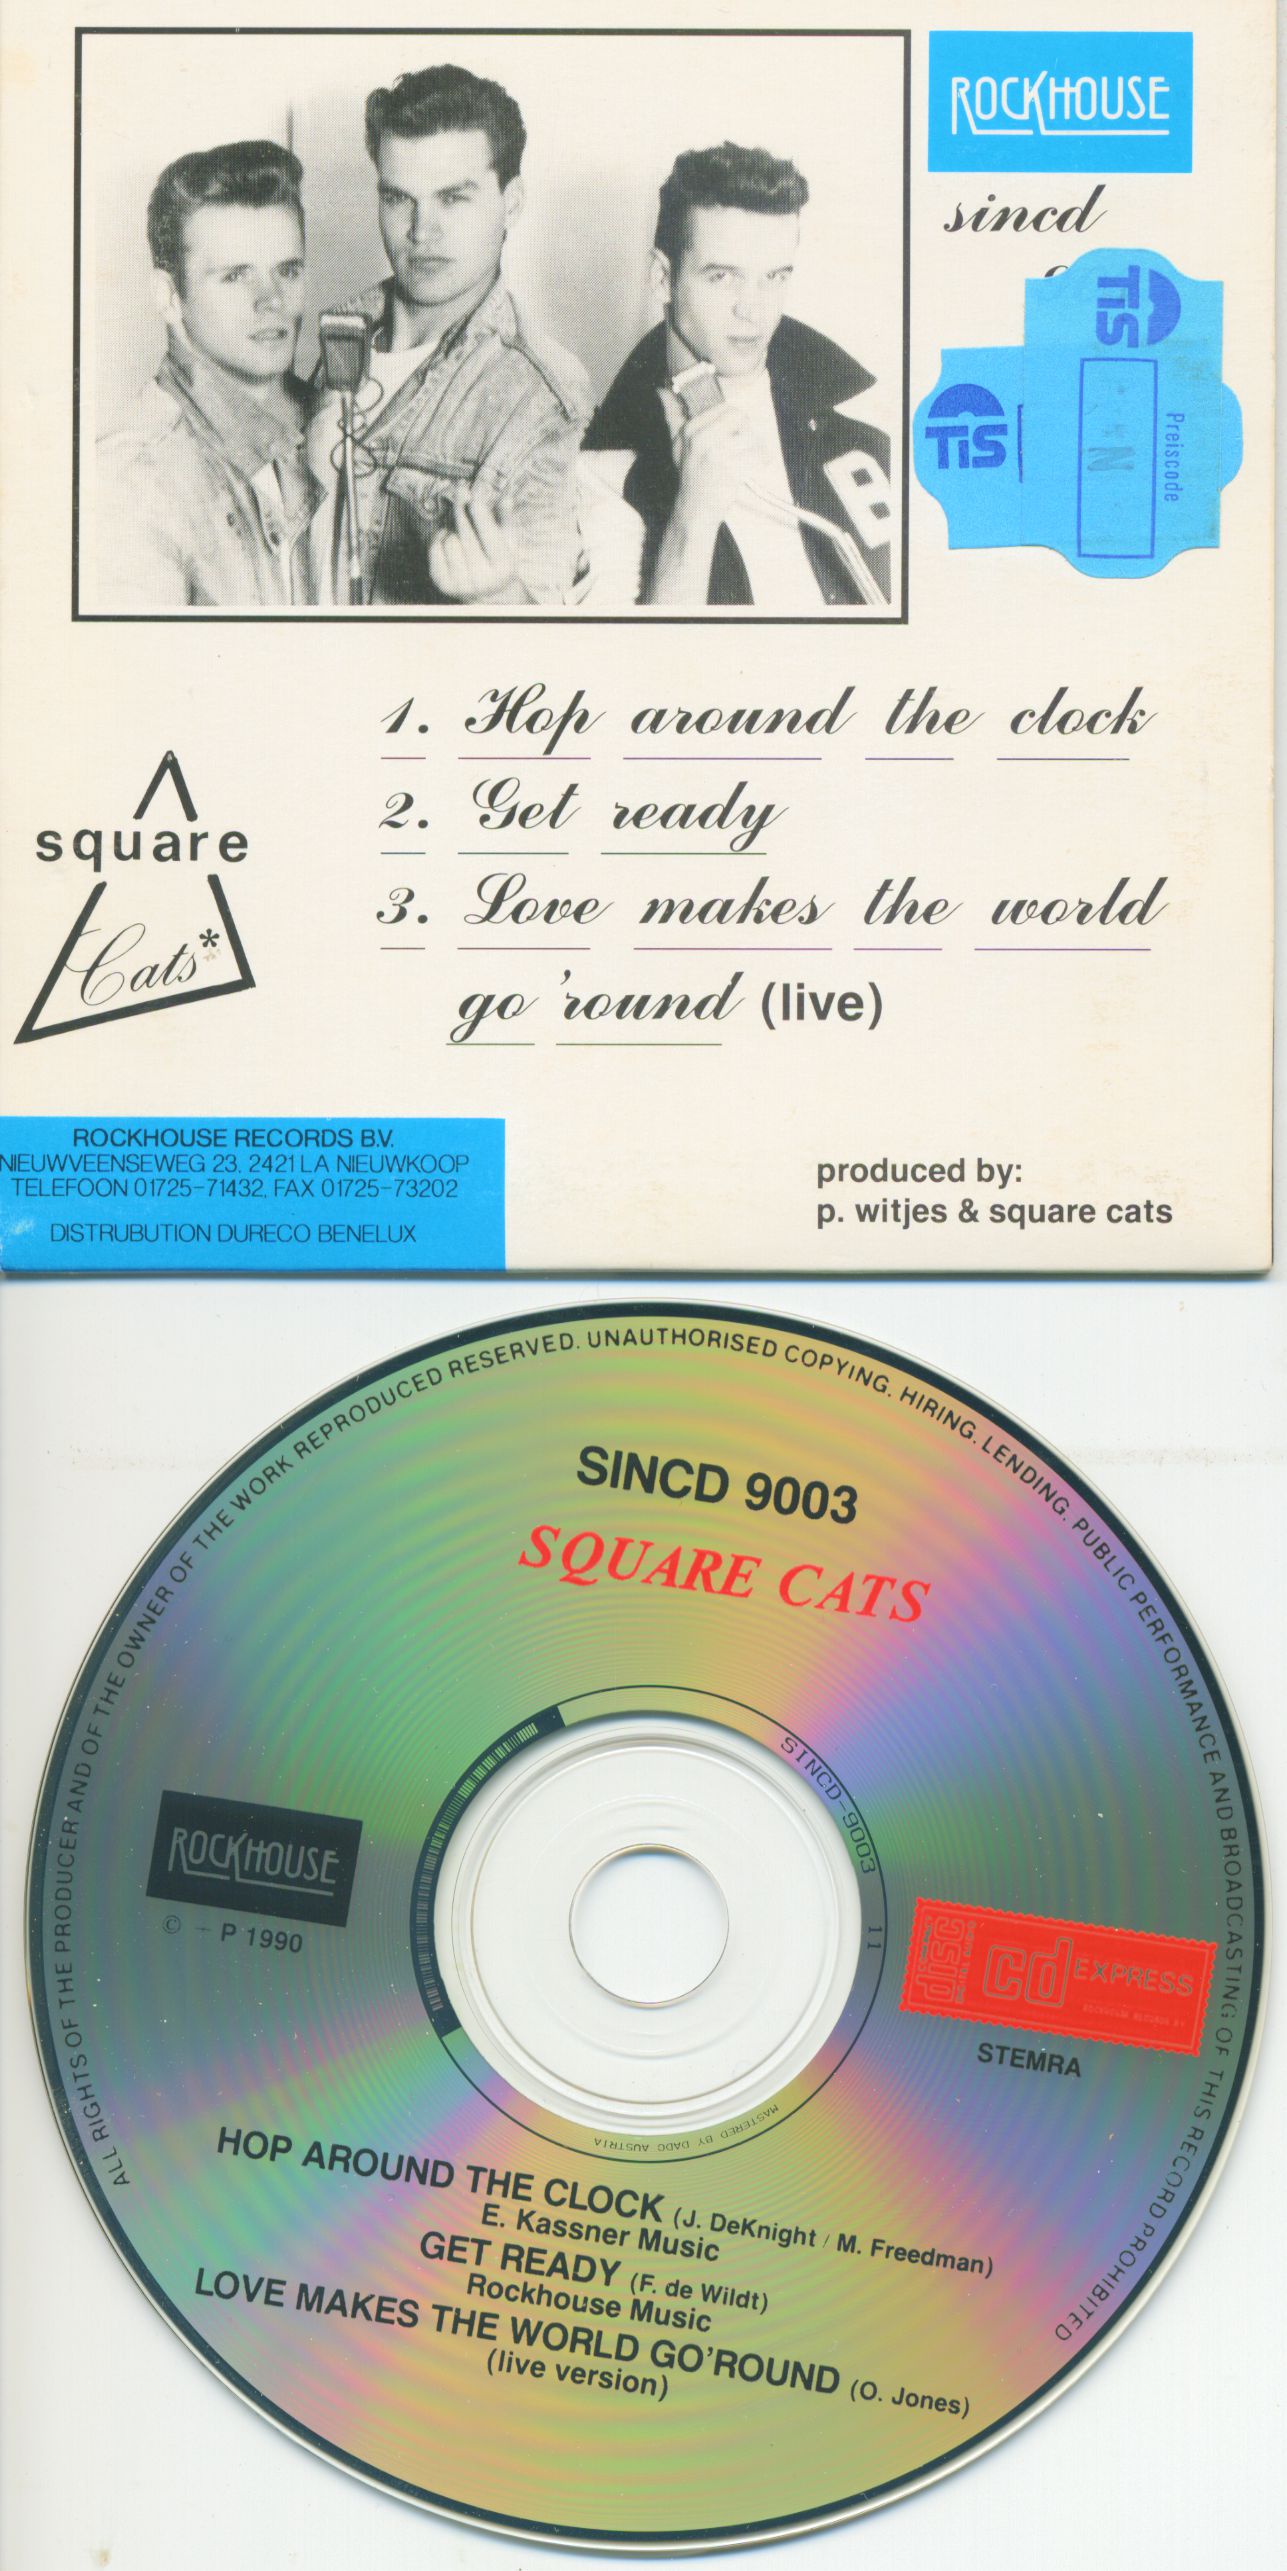 ROCKHOUSE
sincd
TiS
TiS
Preiscode
N
B
1. Hop around the clock
2. Get ready
3. Love makes the world
go 'round (live)
square
Cats*
ROCKHOUSE RECORDS B.V.
NIEUWVEENSEWEG 23, 2421 LA NIEUWKOOP
TELEFOON 01725-71432, FAX 01725-73202
DISTRUBUTION DURECO BENELUX
produced by:
p. witjes & square cats
ALL RIGHTS OF THE PRODUCER AND OF THE OWNER OF THE WORK REPRODUCED RESERVED. UNAUTHORISED COPYING. HIRING. LENDING. PUBLIC PERFORMANCE AND BROADCASTING OF THIS RECORD PROHIBITED
SINCD 9003
SQUARE CATS
SINCD-9003 11
ROCKHOUSE
© - P 1990
COMPACT disc DIGITAL AUDIO
cd EXPRESS
ROCKHOUSE RECORDS B.V.
STEMRA
MASTERED BY DADC AUSTRIA
HOP AROUND THE CLOCK (J. DeKnight / M. Freedman)
E. Kassner Music
GET READY (F. de Wildt)
Rockhouse Music
LOVE MAKES THE WORLD GO'ROUND (O. Jones)
(live version)